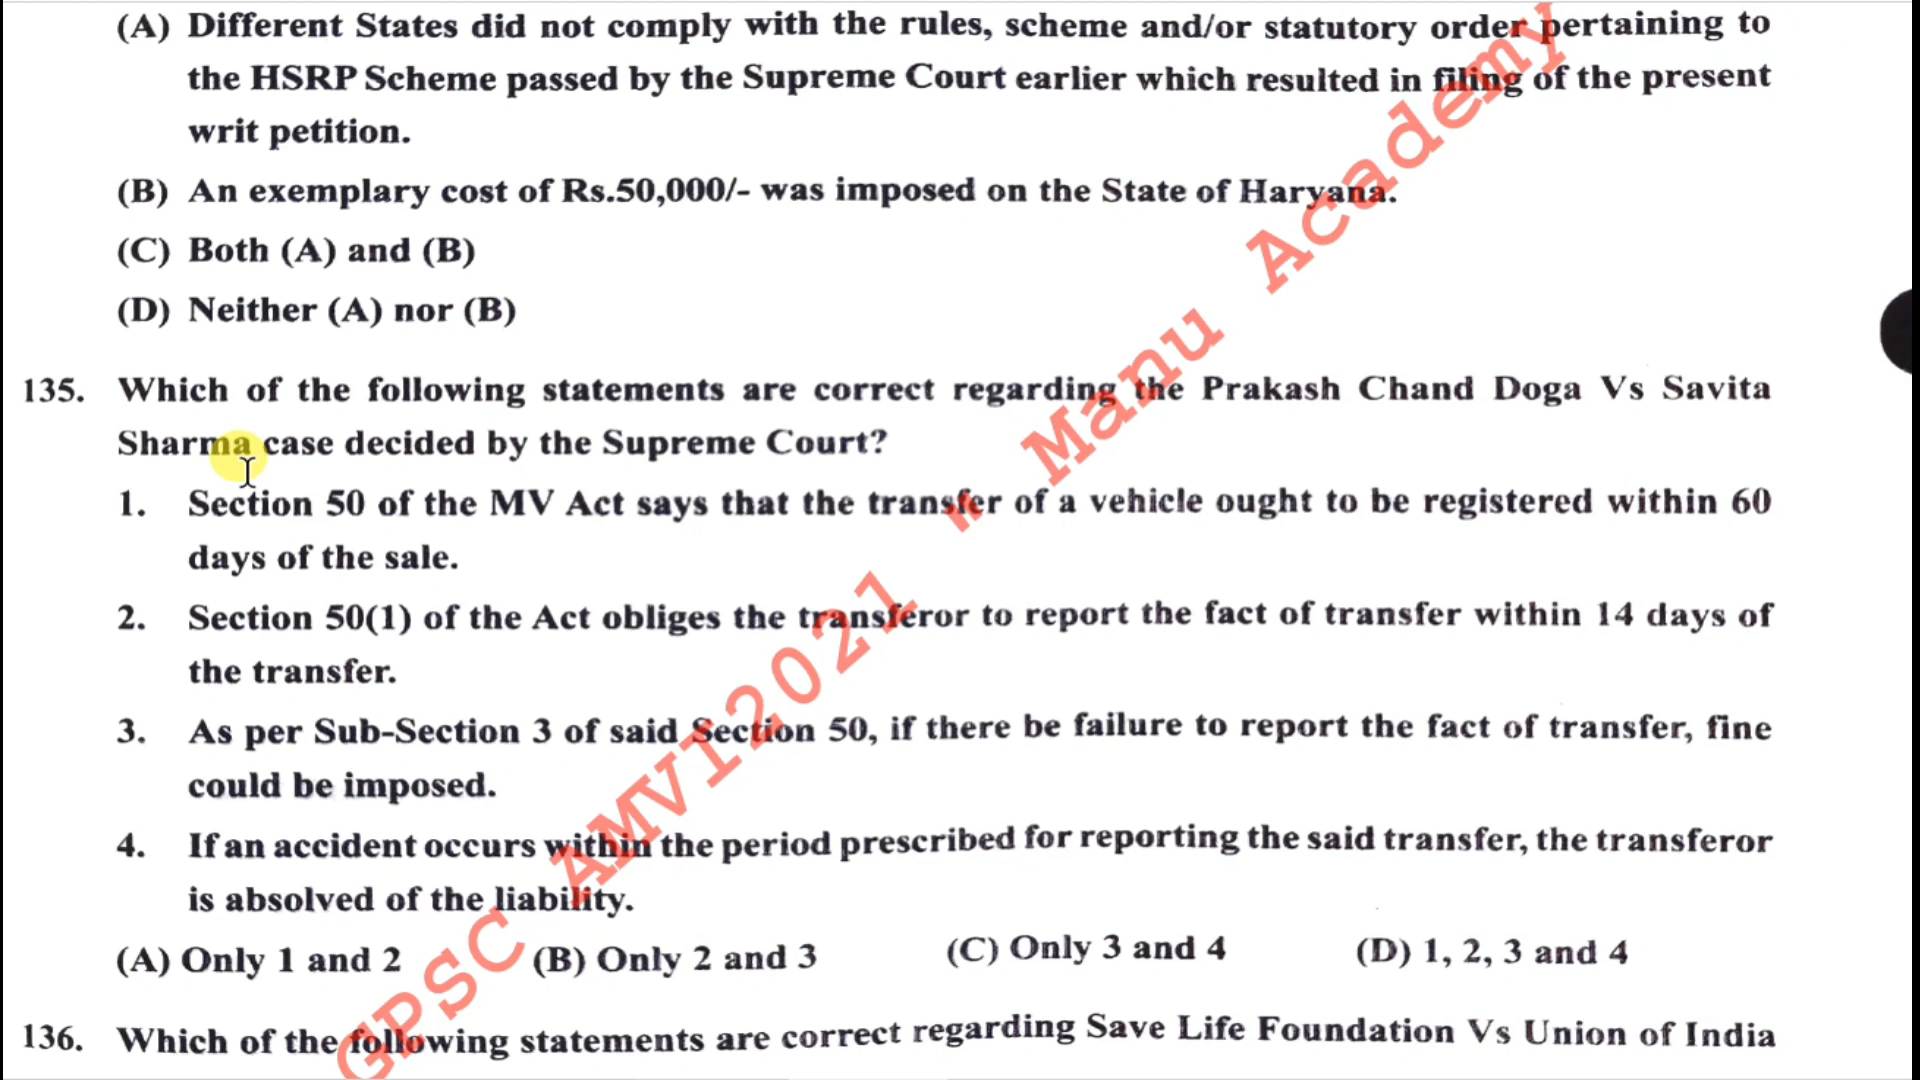 (A) Different States did not comply with the rules, scheme and/or statutory order pertaining to
the HSRP Scheme passed by the Supreme Court earlier which resulted in filing of the present
writ petition.
(B) An exemplary cost of Rs.50,000/- was imposed on the State of Haryana.
(C) Both (A) and (B)
(D) Neither (A) nor (B)
135. Which of the following statements are correct regarding the Prakash Chand Doga Vs Savita
Sharma case decided by the Supreme Court?
1. Section 50 of the MV Act says that the transfer of a vehicle ought to be registered within 60
days of the sale.
2. Section 50(1) of the Act obliges the transferor to report the fact of transfer within 14 days of
the transfer.
3. As per Sub-Section 3 of said Section 50, if there be failure to report the fact of transfer, fine
could be imposed.
4. If an accident occurs within the period prescribed for reporting the said transfer, the transferor
is absolved of the liability.
(A) Only 1 and 2 (B) Only 2 and 3 (C) Only 3 and 4 (D) 1, 2, 3 and 4
136. Which of the following statements are correct regarding Save Life Foundation Vs Union of India
GPSC AMVI2021 " Manu Academy